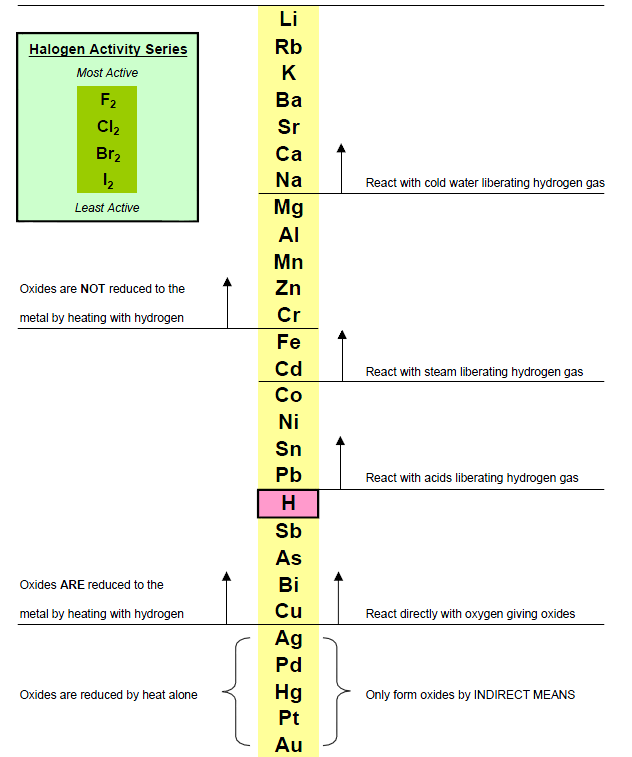 Halogen Activity Series
Most Active
F₂
Cl₂
Br₂
I₂
Least Active
Li
Rb
K
Ba
Sr
Ca
Na
React with cold water liberating hydrogen gas
Mg
Al
Mn
Zn
Oxides are NOT reduced to the
metal by heating with hydrogen
Cr
Fe
Cd
React with steam liberating hydrogen gas
Co
Ni
Sn
Pb
React with acids liberating hydrogen gas
H
Sb
As
Bi
Oxides ARE reduced to the
metal by heating with hydrogen
Cu
React directly with oxygen giving oxides
Ag
Pd
Hg
Oxides are reduced by heat alone
Only form oxides by INDIRECT MEANS
Pt
Au